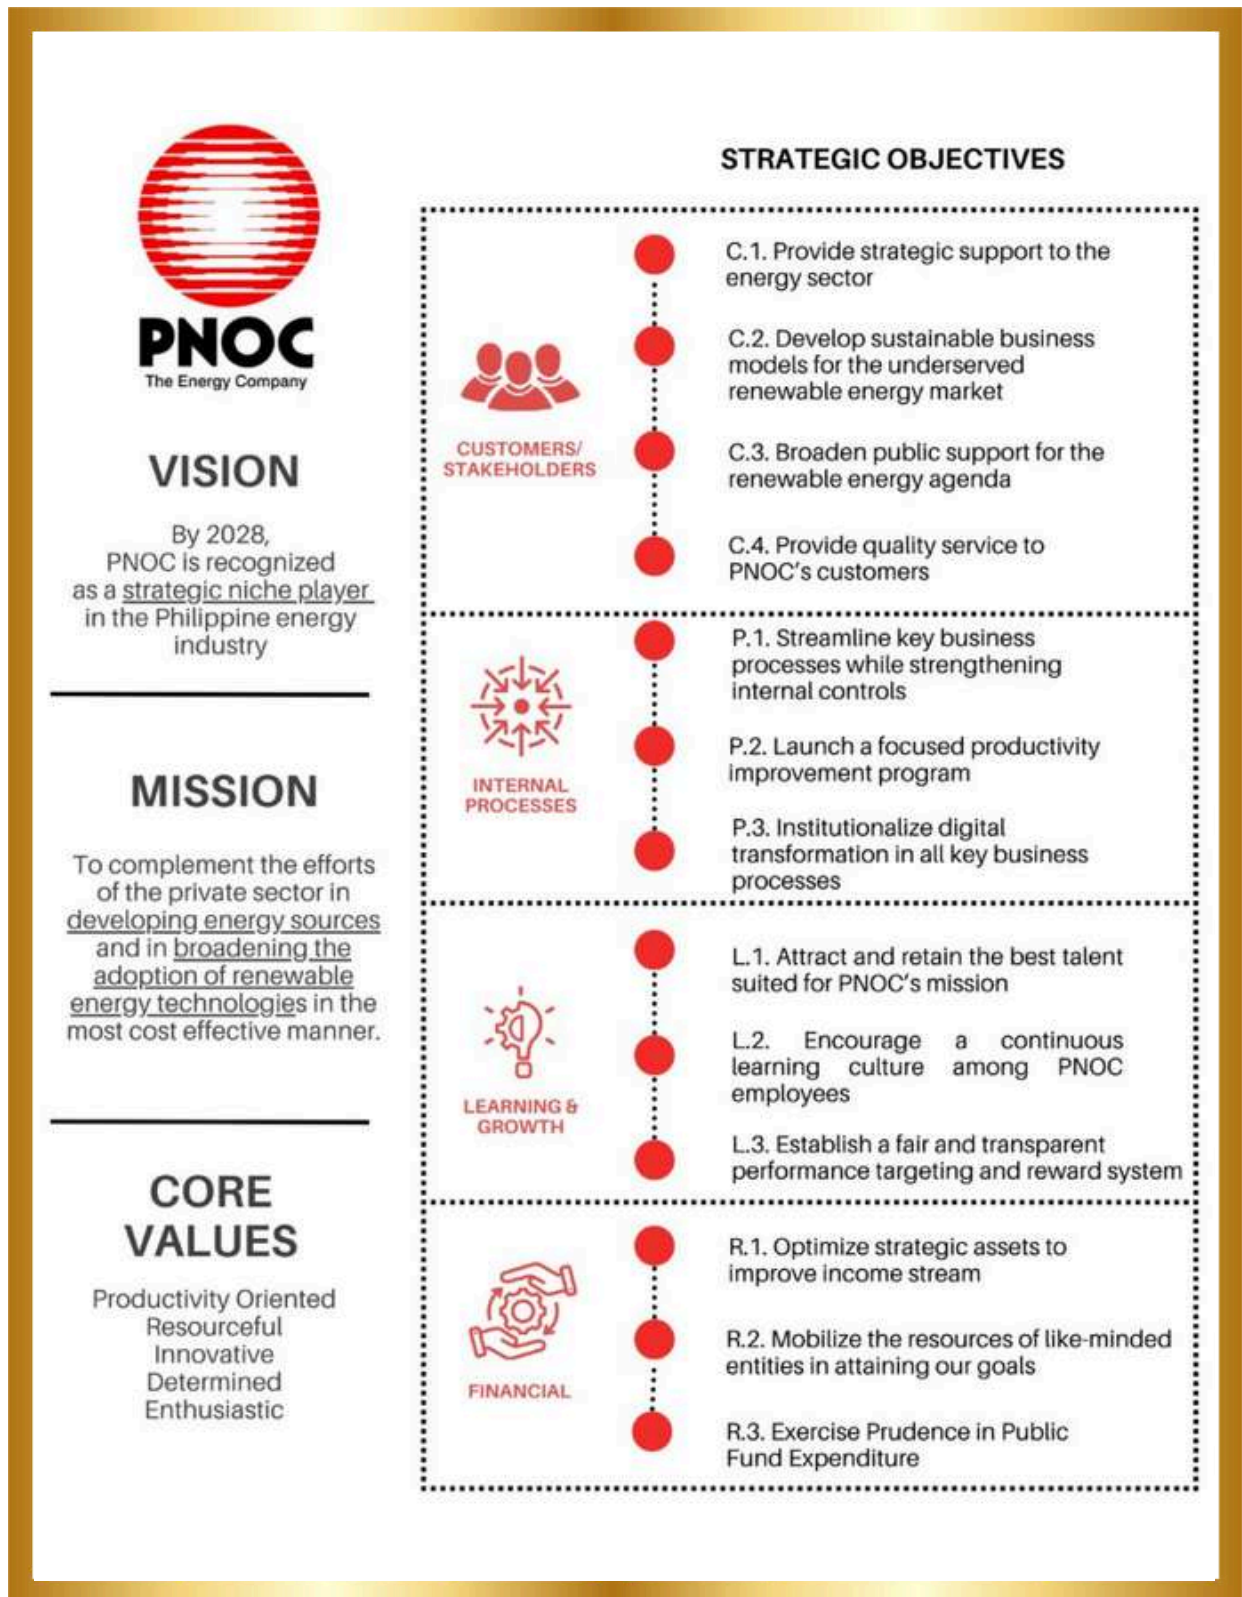 PNOC
The Energy Company
VISION
By 2028,
PNOC is recognized
as a strategic niche player
in the Philippine energy
industry
MISSION
To complement the efforts
of the private sector in
developing energy sources
and in broadening the
adoption of renewable
energy technologies in the
most cost effective manner.
CORE
VALUES
Productivity Oriented
Resourceful
Innovative
Determined
Enthusiastic
STRATEGIC OBJECTIVES
CUSTOMERS/
STAKEHOLDERS
C.1. Provide strategic support to the
energy sector
C.2. Develop sustainable business
models for the underserved
renewable energy market
C.3. Broaden public support for the
renewable energy agenda
C.4. Provide quality service to
PNOC's customers
INTERNAL
PROCESSES
P.1. Streamline key business
processes while strengthening
internal controls
P.2. Launch a focused productivity
improvement program
P.3. Institutionalize digital
transformation in all key business
processes
LEARNING &
GROWTH
L.1. Attract and retain the best talent
suited for PNOC's mission
L.2. Encourage a continuous
learning culture among PNOC
employees
L.3. Establish a fair and transparent
performance targeting and reward system
FINANCIAL
R.1. Optimize strategic assets to
improve income stream
R.2. Mobilize the resources of like-minded
entities in attaining our goals
R.3. Exercise Prudence in Public
Fund Expenditure